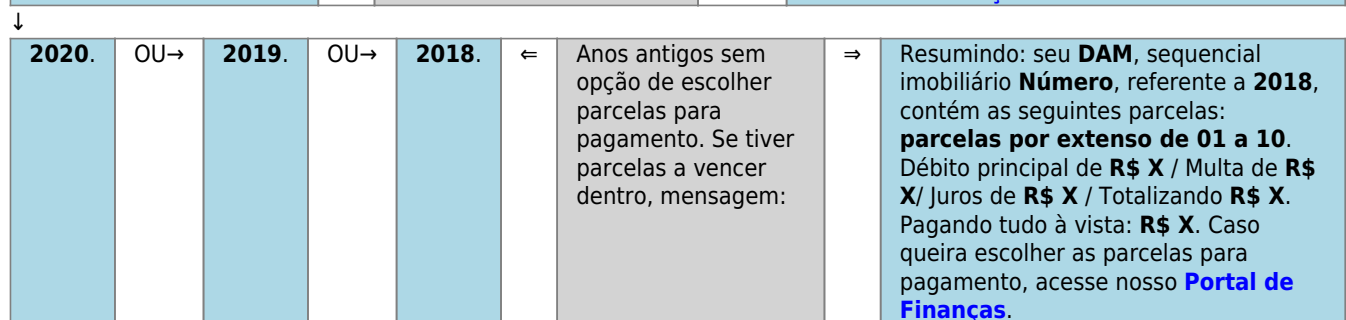 ↓
2020. OU→ 2019. OU→ 2018. ⇐ Anos antigos sem ⇒ Resumindo: seu DAM, sequencial
opção de escolher imobiliário Número, referente a 2018,
parcelas para contém as seguintes parcelas:
pagamento. Se tiver parcelas por extenso de 01 a 10.
parcelas a vencer Débito principal de R$ X / Multa de R$
dentro, mensagem: X/ Juros de R$ X / Totalizando R$ X.
Pagando tudo à vista: R$ X. Caso
queira escolher as parcelas para
pagamento, acesse nosso Portal de
Finanças.